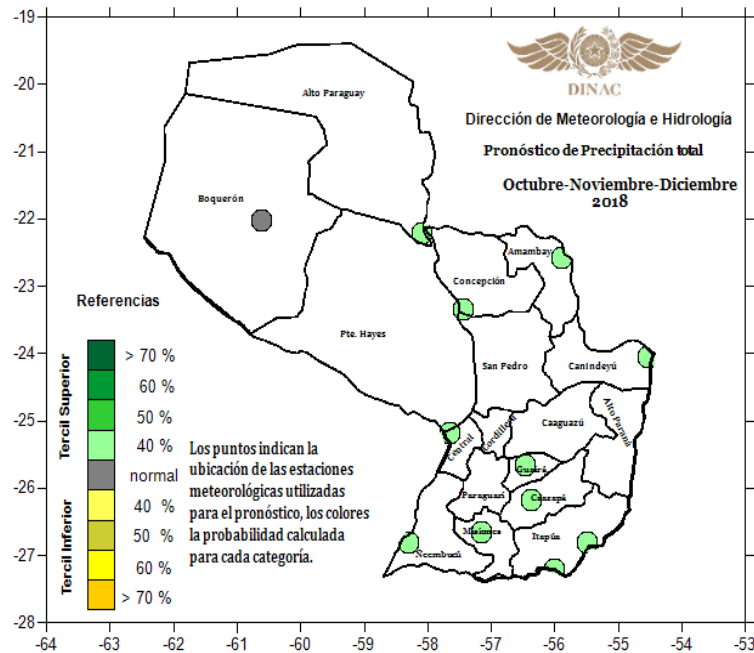 -19
-20
-21
-22
-23
-24
-25
-26
-27
-28
-64
-63
-62
-61
-60
-59
-58
-57
-56
-55
-54
-53
DINAC
Dirección de Meteorología e Hidrología
Pronóstico de Precipitación total
Octubre-Noviembre-Diciembre
2018
Alto Paraguay
Boquerón
Amambay
Concepción
Pte. Hayes
San Pedro
Canindeyú
Alto Paraná
Caaguazú
Cordillera
Central
Guairá
Paraguarí
Caazapá
Misiones
Itapúa
Ñeembucú
Referencias
Tercil Superior
> 70 %
60 %
50 %
40 %
normal
Tercil Inferior
40 %
50 %
60 %
> 70 %
Los puntos indican la
ubicación de las estaciones
meteorológicas utilizadas
para el pronóstico, los colores
la probabilidad calculada
para cada categoría.